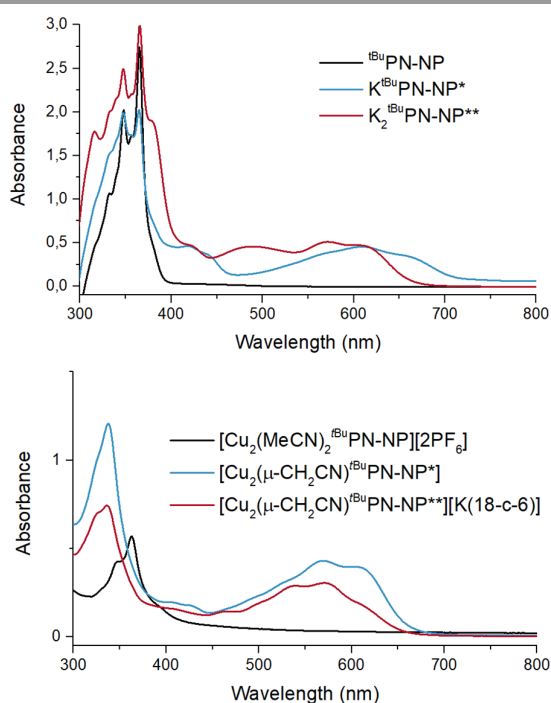 3,0
2,5
2,0
1,5
1,0
0,5
0,0
Absorbance
tBuPN-NP
KtBuPN-NP*
K2tBuPN-NP**
300 400 500 600 700 800
Wavelength (nm)
1
0
Absorbance
[Cu2(MeCN)2tBuPN-NP][2PF6]
[Cu2(μ-CH2CN)tBuPN-NP*]
[Cu2(μ-CH2CN)tBuPN-NP**][K(18-c-6)]
300 400 500 600 700 800
Wavelength (nm)